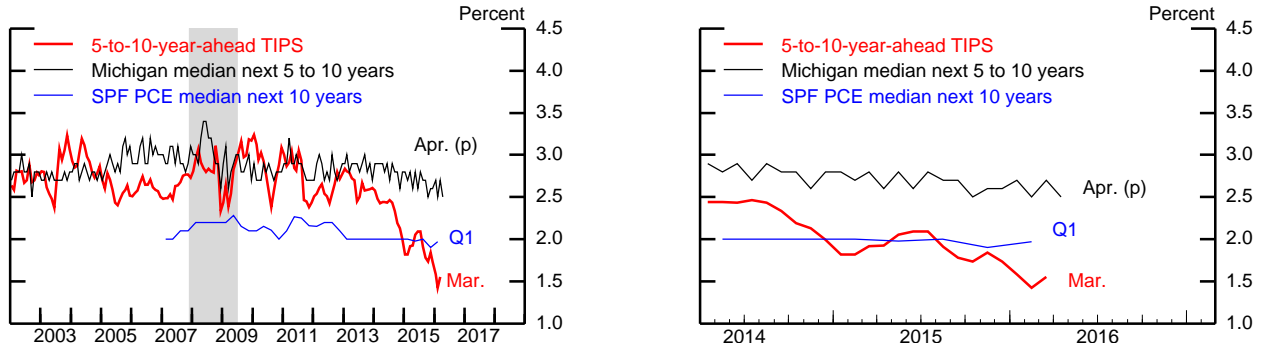 Percent
5-to-10-year-ahead TIPS
Michigan median next 5 to 10 years
SPF PCE median next 10 years
4.5
4.0
3.5
3.0
2.5
2.0
1.5
1.0
Apr. (p)
Q1
Mar.
2003 2005 2007 2009 2011 2013 2015 2017
Percent
5-to-10-year-ahead TIPS
Michigan median next 5 to 10 years
SPF PCE median next 10 years
4.5
4.0
3.5
3.0
2.5
2.0
1.5
1.0
Apr. (p)
Q1
Mar.
2014 2015 2016